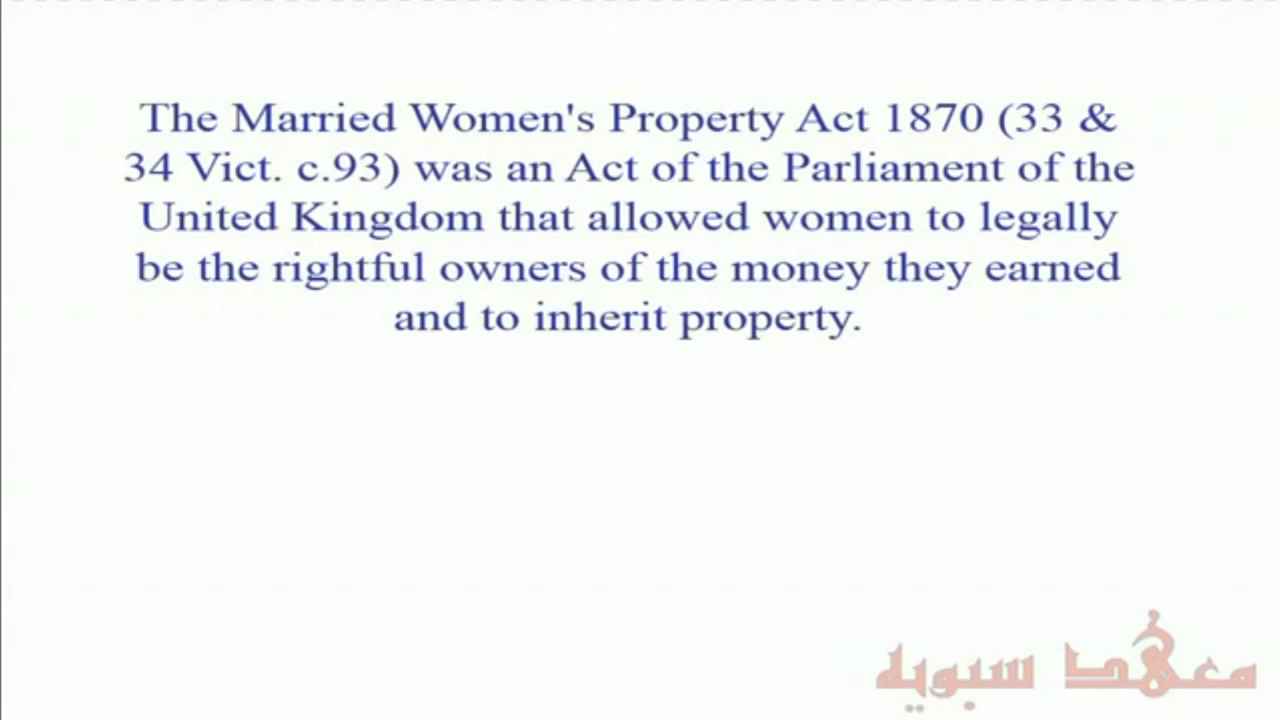 The Married Women's Property Act 1870 (33 &
34 Vict. c.93) was an Act of the Parliament of the
United Kingdom that allowed women to legally
be the rightful owners of the money they earned
and to inherit property.
معهد سبويه